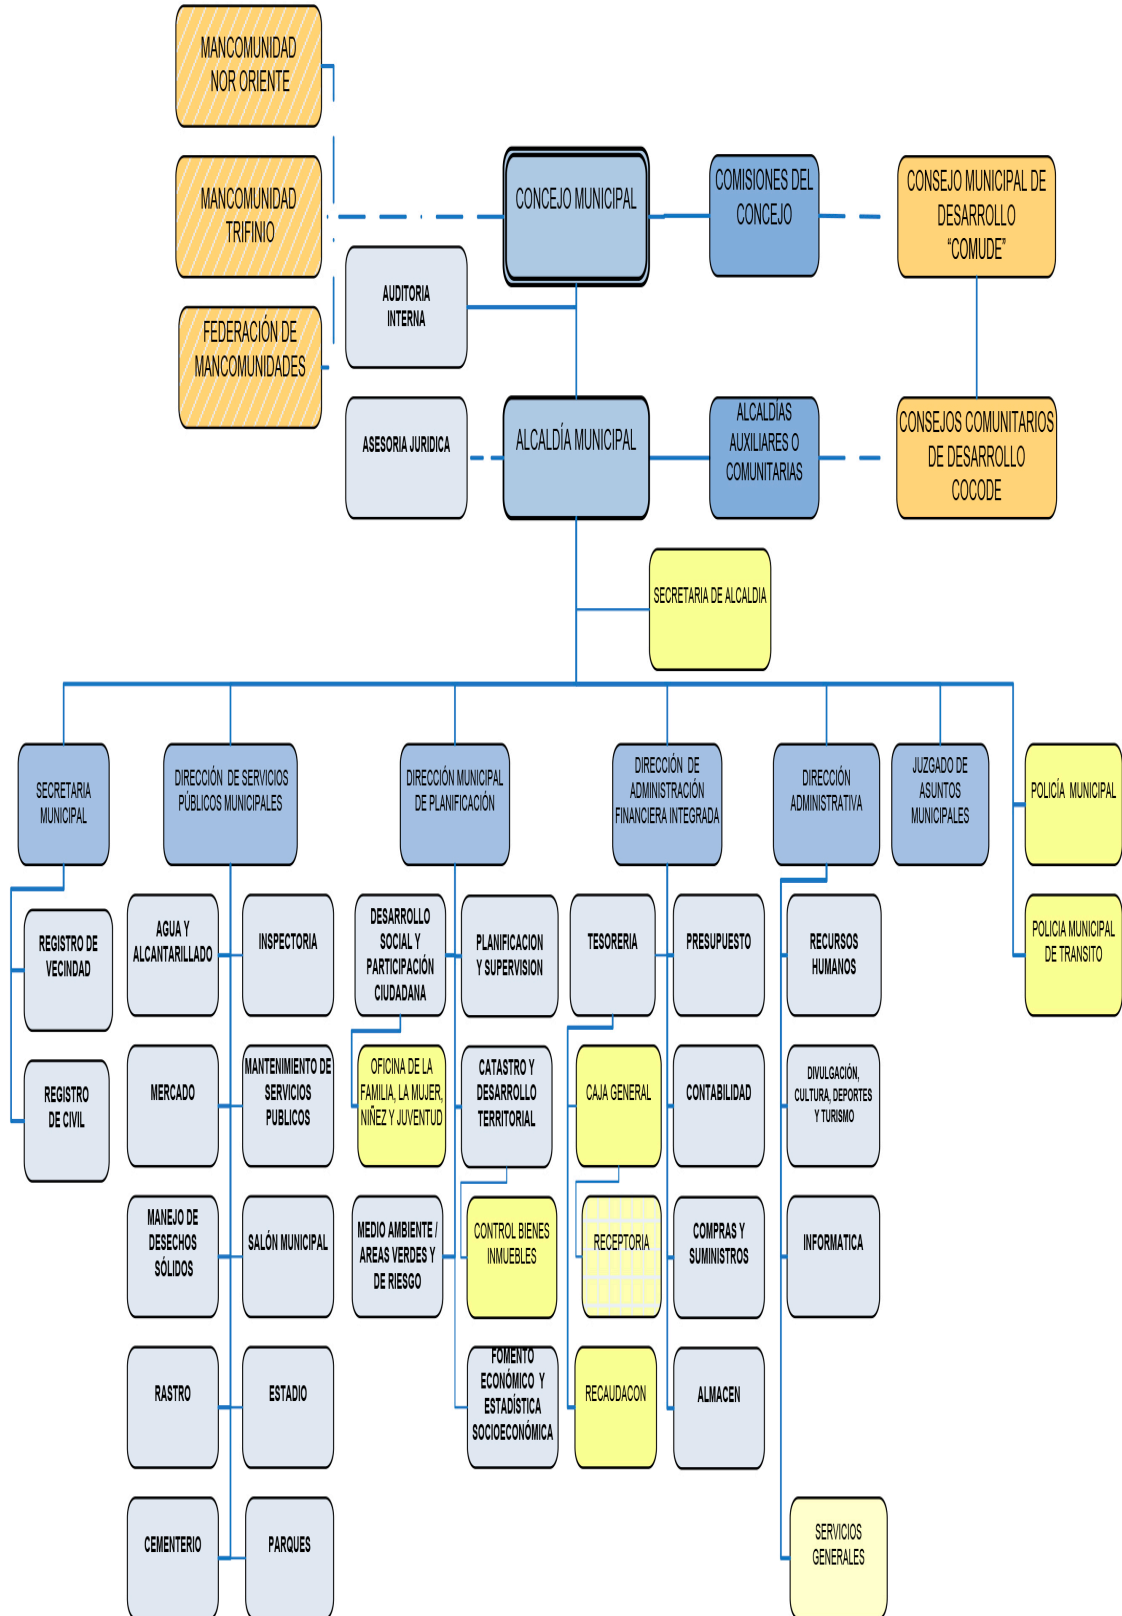 MANCOMUNIDAD
NOR ORIENTE
MANCOMUNIDAD
TRIFINIO
CONCEJO MUNICIPAL
COMISIONES DEL
CONCEJO
CONSEJO MUNICIPAL DE
DESARROLLO
“COMUDE”
AUDITORIA
INTERNA
FEDERACIÓN DE
MANCOMUNIDADES
ASESORIA JURIDICA
ALCALDÍA MUNICIPAL
ALCALDÍAS
AUXILIARES O
COMUNITARIAS
CONSEJOS COMUNITARIOS
DE DESARROLLO
COCODE
SECRETARIA DE ALCALDIA
SECRETARIA
MUNICIPAL
DIRECCIÓN DE SERVICIOS
PÚBLICOS MUNICIPALES
DIRECCIÓN MUNICIPAL
DE PLANIFICACIÓN
DIRECCIÓN DE
ADMINISTRACIÓN
FINANCIERA INTEGRADA
DIRECCIÓN
ADMINISTRATIVA
JUZGADO DE
ASUNTOS
MUNICIPALES
POLICÍA MUNICIPAL
REGISTRO DE
VECINDAD
AGUA Y
ALCANTARILLADO
INSPECTORIA
DESARROLLO
SOCIAL Y
PARTICIPACIÓN
CIUDADANA
PLANIFICACION
Y SUPERVISION
TESORERIA
PRESUPUESTO
RECURSOS
HUMANOS
POLICIA MUNICIPAL
DE TRANSITO
REGISTRO
DE CIVIL
MERCADO
MANTENIMIENTO DE
SERVICIOS
PUBLICOS
OFICINA DE LA
FAMILIA, LA MUJER,
NIÑEZ Y JUVENTUD
CATASTRO Y
DESARROLLO
TERRITORIAL
CAJA GENERAL
CONTABILIDAD
DIVULGACIÓN,
CULTURA, DEPORTES
Y TURISMO
MANEJO DE
DESECHOS
SÓLIDOS
SALÓN MUNICIPAL
MEDIO AMBIENTE /
AREAS VERDES Y
DE RIESGO
CONTROL BIENES
INMUEBLES
RECEPTORIA
COMPRAS Y
SUMINISTROS
INFORMATICA
RASTRO
ESTADIO
FOMENTO
ECONÓMICO Y
ESTADÍSTICA
SOCIOECONÓMICA
RECAUDACON
ALMACEN
CEMENTERIO
PARQUES
SERVICIOS
GENERALES